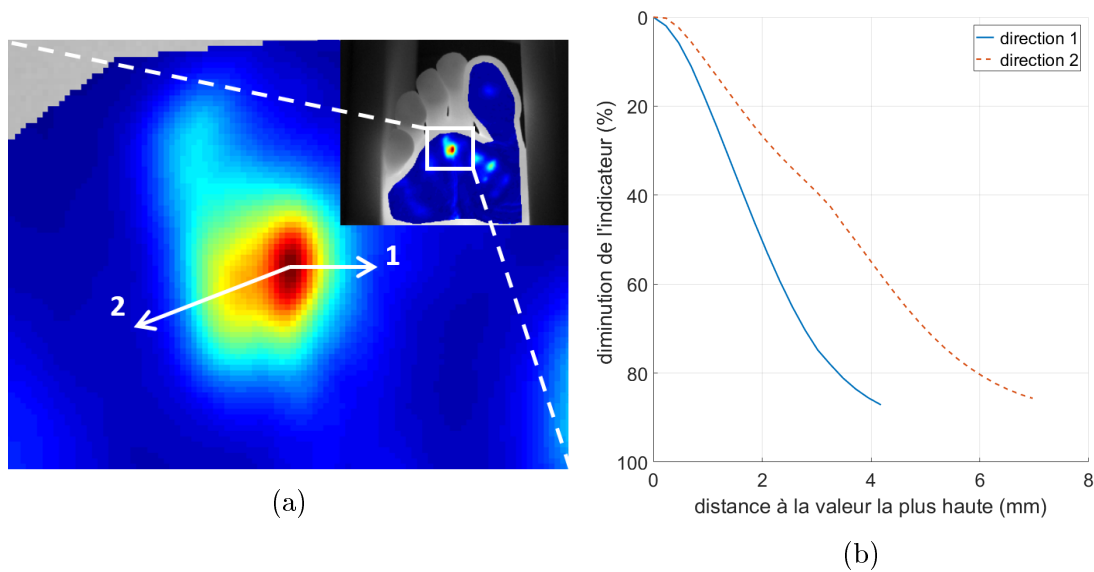 1
2
(a)
0
20
40
60
80
100
diminution de l'indicateur (%)
direction 1
direction 2
0 2 4 6 8
distance à la valeur la plus haute (mm)
(b)